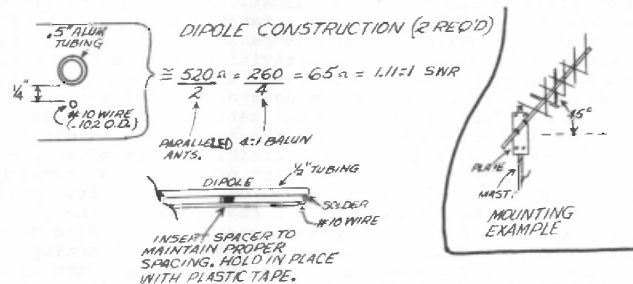 DIPOLE CONSTRUCTION (2 REQ'D)
.5" ALUM
TUBING
1/4"
#10 WIRE
(.102 O.D.)
≅ 520Ω/2 = 260/4 = 65Ω = 1.11:1 SWR
PARALLELED
ANTS.
4:1 BALUN
DIPOLE
1/2" TUBING
SOLDER
#10 WIRE
INSERT SPACER TO
MAINTAIN PROPER
SPACING. HOLD IN PLACE
WITH PLASTIC TAPE.
45°
PLATE
MAST
MOUNTING
EXAMPLE